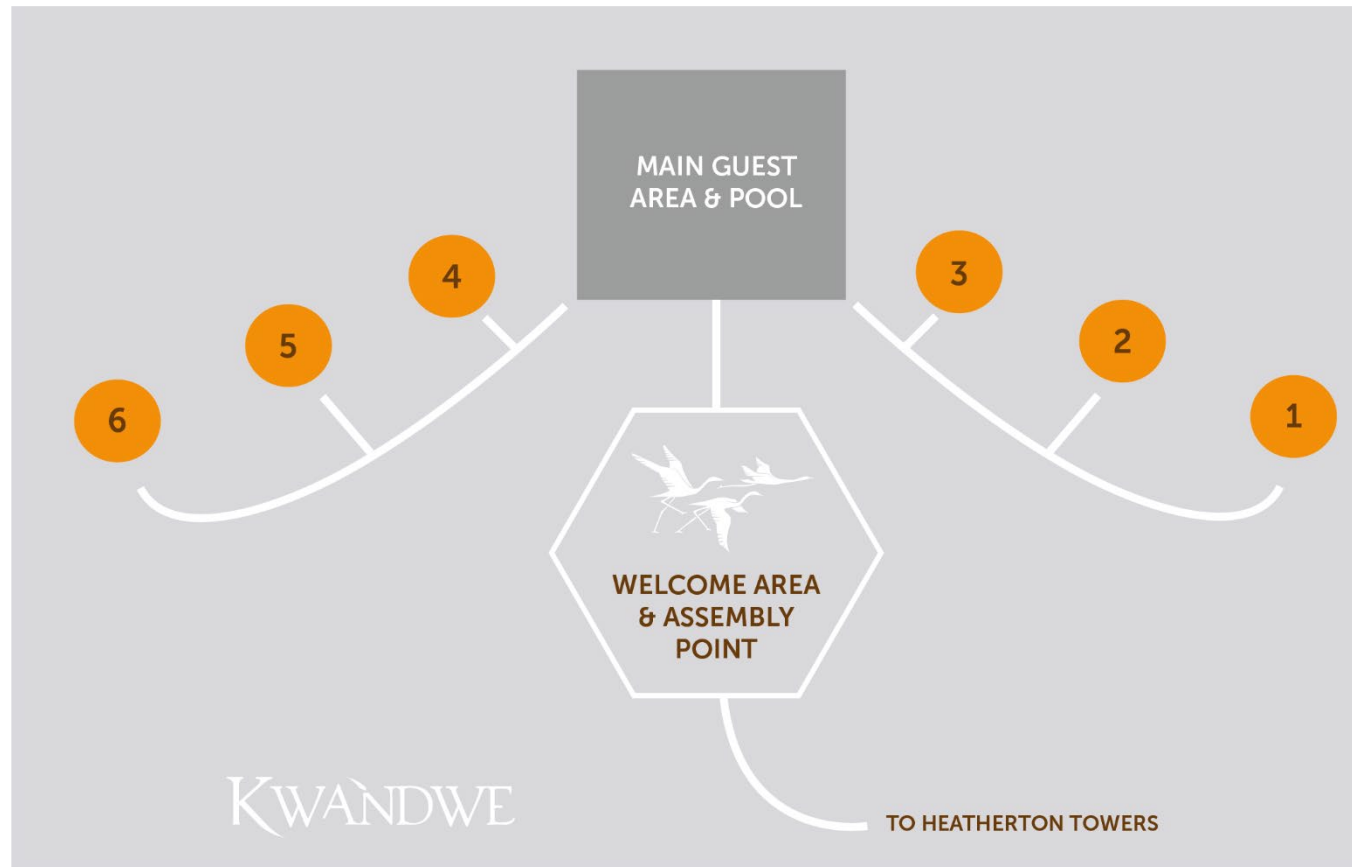 MAIN GUEST
AREA & POOL
4
3
5
2
6
1
WELCOME AREA
& ASSEMBLY
POINT
KWANDWE
TO HEATHERTON TOWERS